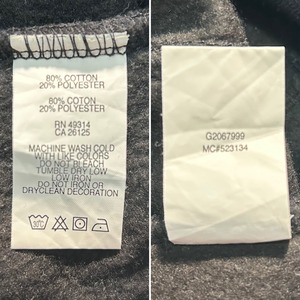 80% COTTON
20% POLYESTER
80% COTON
20% POLYESTER
RN 49314
CA 26125
MACHINE WASH COLD
WITH LIKE COLORS
DO NOT BLEACH
TUMBLE DRY LOW
LOW IRON
DO NOT IRON OR
DRYCLEAN DECORATION
G2067999
MC#523134